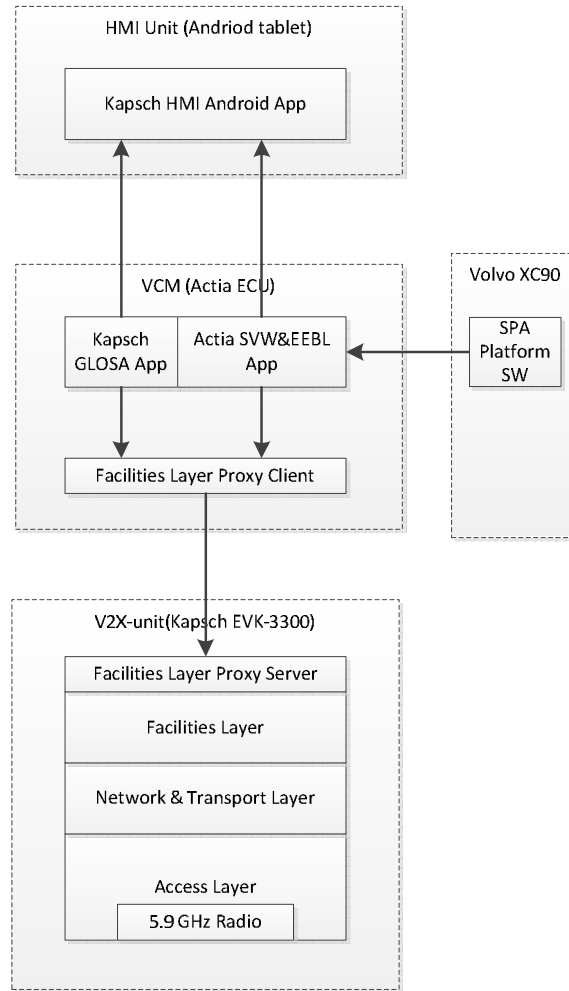 HMI Unit (Andriod tablet)
Kapsch HMI Android App
VCM (Actia ECU)
Kapsch
GLOSA App
Actia SVW&EEBL
App
Facilities Layer Proxy Client
Volvo XC90
SPA
Platform
SW
V2X-unit(Kapsch EVK-3300)
Facilities Layer Proxy Server
Facilities Layer
Network & Transport Layer
Access Layer
5.9 GHz Radio